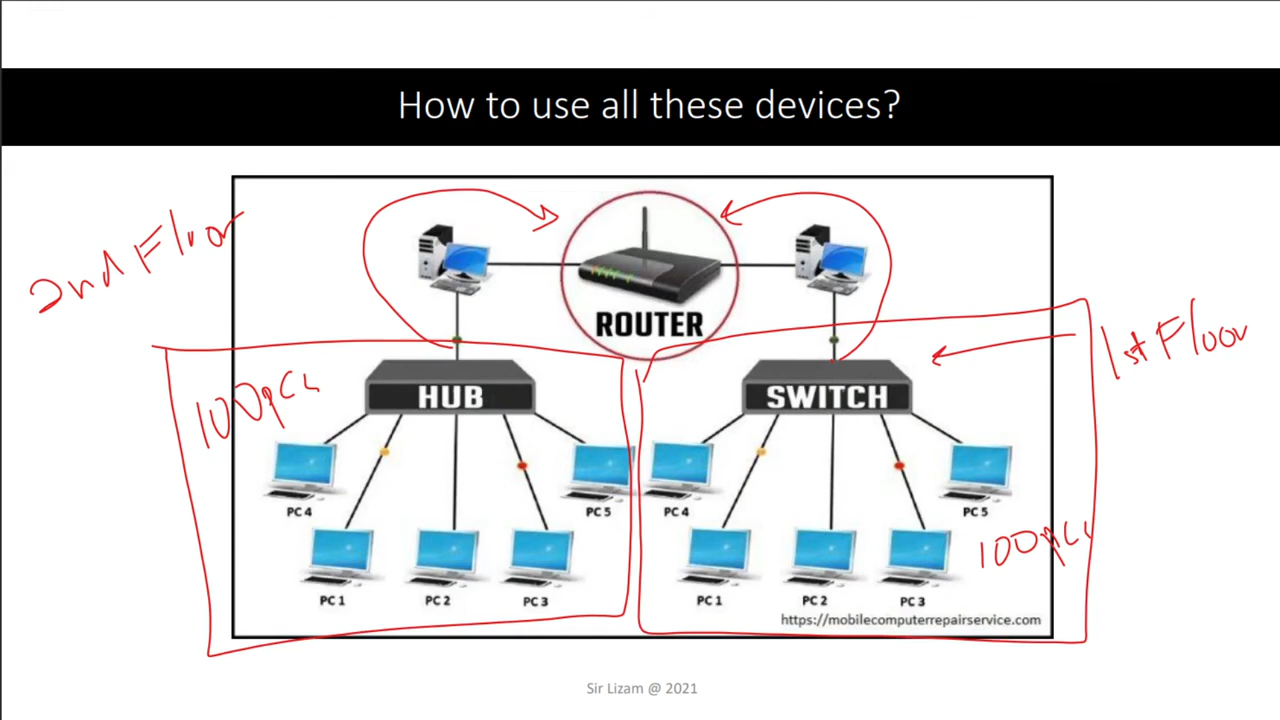 How to use all these devices?
2nd Floor
ROUTER
1st Floor
100pcs
HUB
SWITCH
PC 4
PC 5
PC 4
PC 5
100pcs
PC 1
PC 2
PC 3
PC 1
PC 2
PC 3
https://mobilecomputerrepairservice.com
Sir Lizam @ 2021